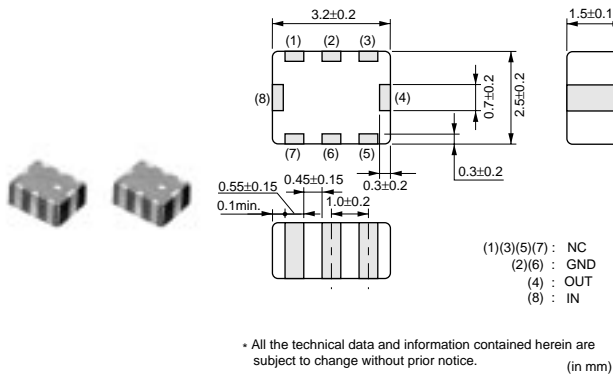 3.2±0.2
1.5±0.1
(1) (2) (3)
(8) (4)
0.7±0.2
2.5±0.2
(7) (6) (5)
0.3±0.2
0.3±0.2
0.45±0.15
0.55±0.15
0.1min.
1.0±0.2
(1)(3)(5)(7) : NC
(2)(6) : GND
(4) : OUT
(8) : IN
* All the technical data and information contained herein are
subject to change without prior notice.
(in mm)